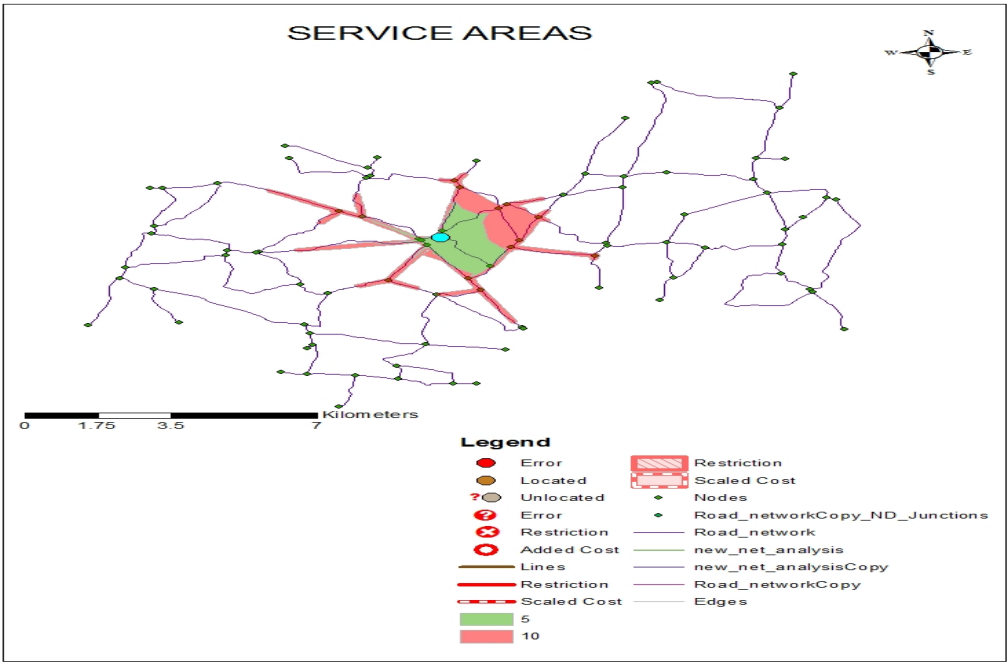 SERVICE AREAS
N
W E
S
Kilometers
0 1.75 3.5 7
Legend
Error
Located
? Unlocated
? Error
Restriction
Added Cost
Lines
Restriction
Scaled Cost
5
10
Restriction
Scaled Cost
Nodes
Road_networkCopy_ND_Junctions
Road_network
new_net_analysis
new_net_analysisCopy
Road_networkCopy
Edges